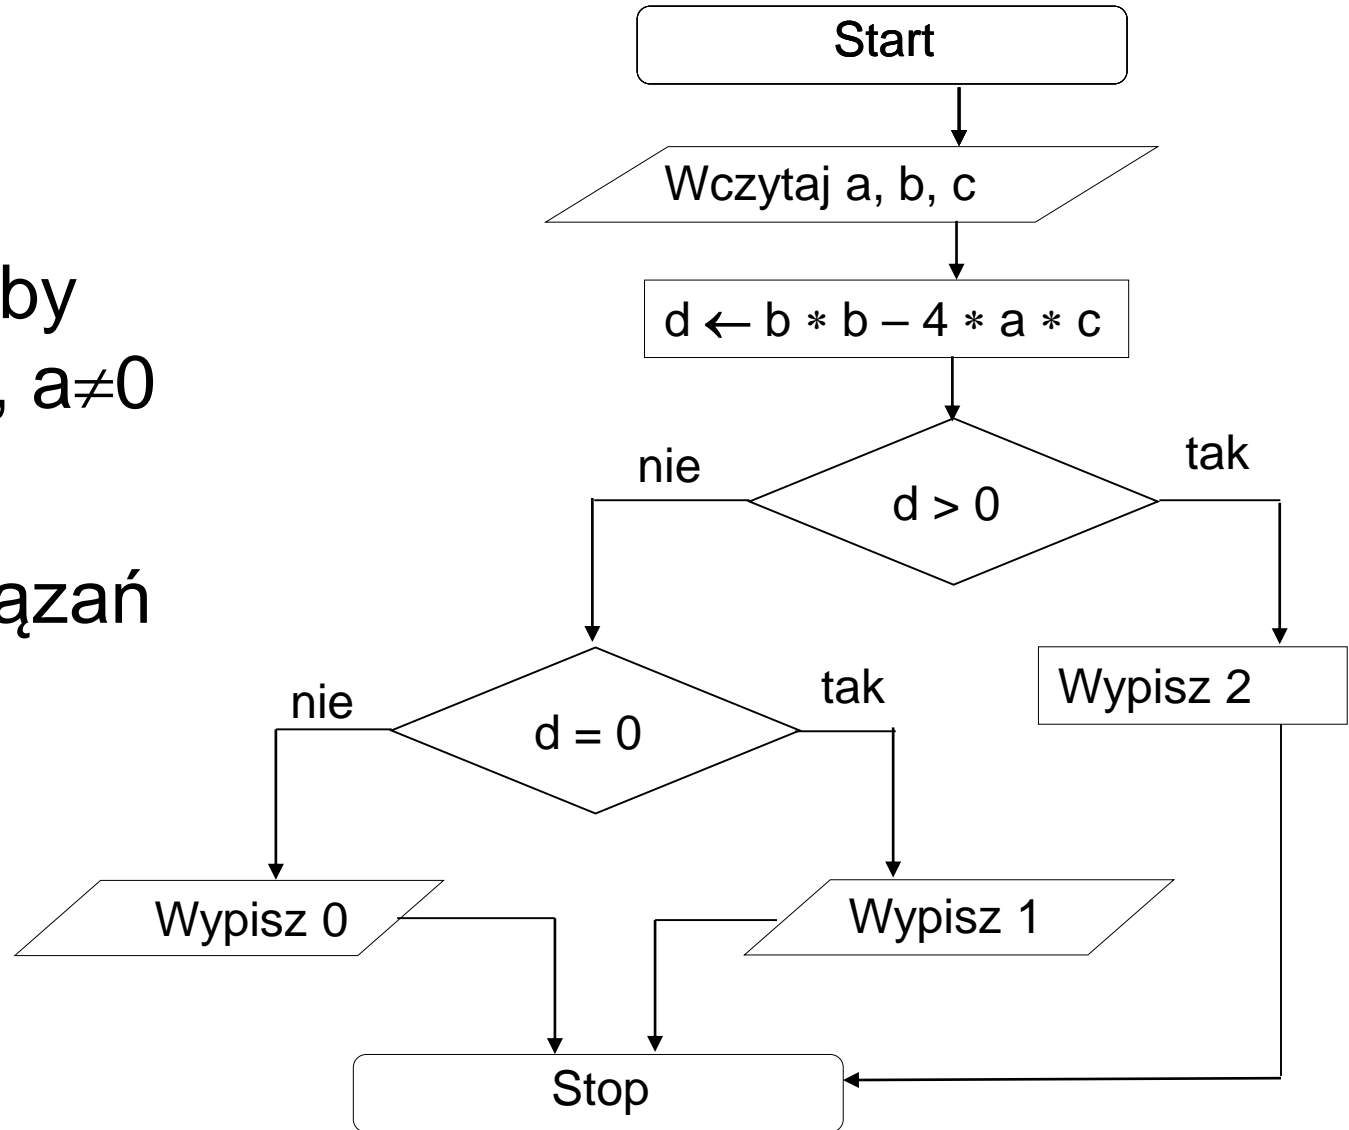 Start
Wczytaj a, b, c
by
d ← b * b – 4 * a * c
, a≠0
nie
tak
d > 0
ązań
nie
tak
Wypisz 2
d = 0
Wypisz 0
Wypisz 1
Stop